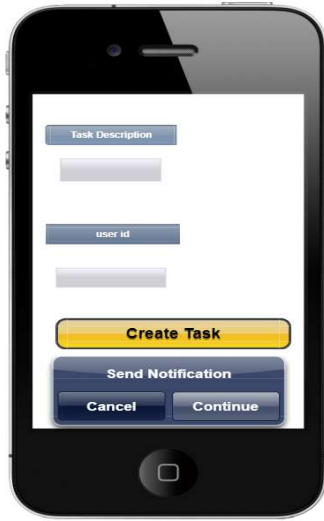 Task Description
user id
Create Task
Send Notification
Cancel Continue